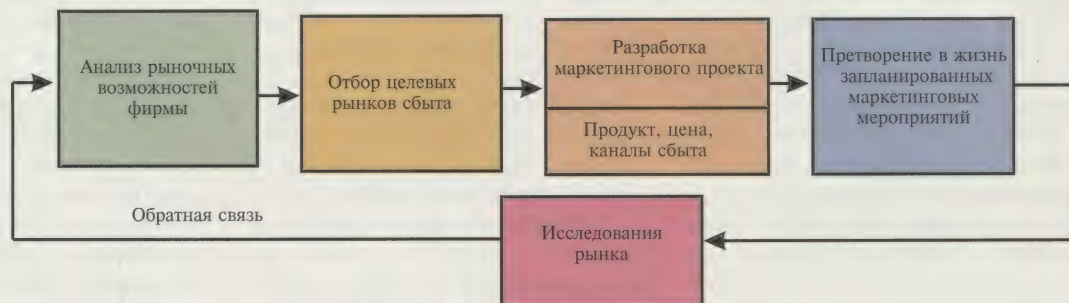 Анализ рыночных
возможностей
фирмы
Отбор целевых
рынков сбыта
Разработка
маркетингового проекта
Продукт, цена,
каналы сбыта
Претворение в жизнь
запланированных
маркетинговых
мероприятий
Обратная связь
Исследования
рынка